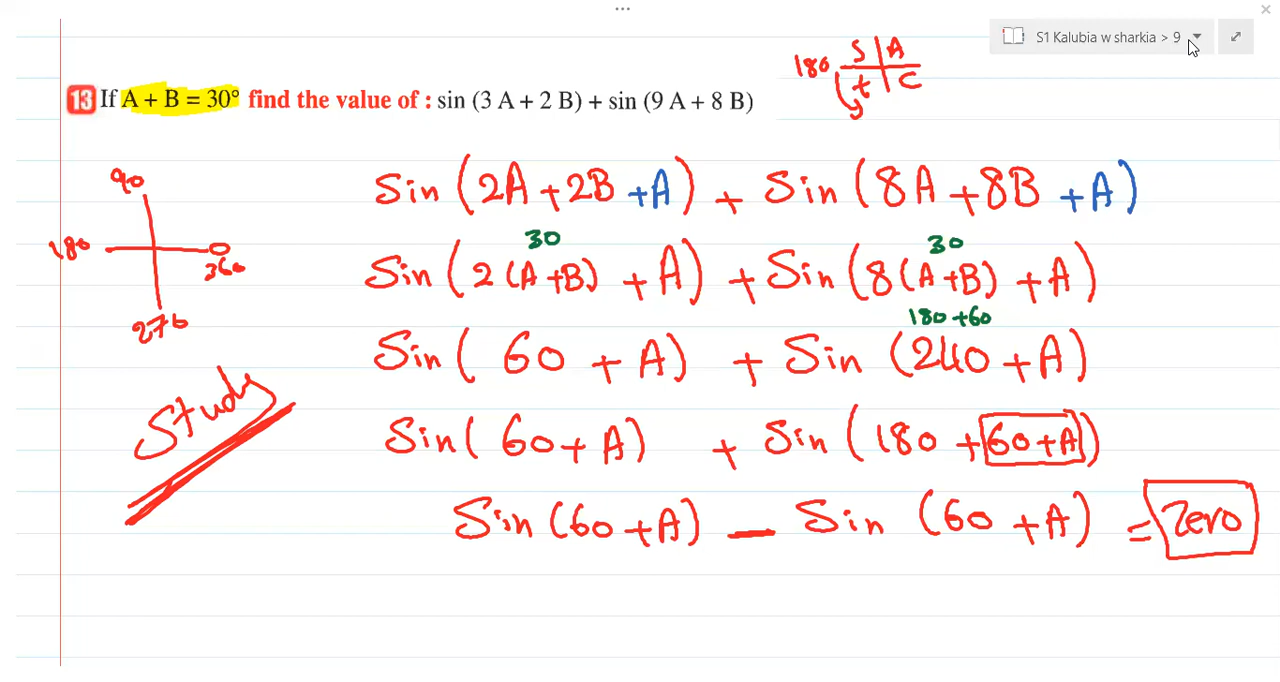 ...
S1 Kalubia w sharkia > 9
S | A
180 t | C
13 If A + B = 30° find the value of : sin (3 A + 2 B) + sin (9 A + 8 B)
90
180 0
360
270
Sin (2A + 2B + A) + Sin (8A + 8B + A)
30 30
Sin (2 (A + B) + A) + Sin (8 (A + B) + A)
180 + 60
Sin ( 60 + A ) + Sin (240 + A)
Study
Sin( 60 + A ) + Sin (180 + 60 + A)
Sin (60 + A) - Sin (60 + A) = Zero